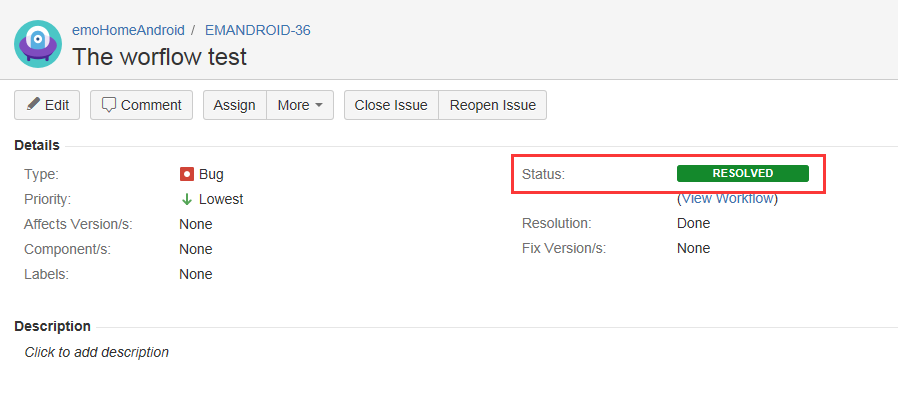 emoHomeAndroid / EMANDROID-36
The worflow test
Edit Comment Assign More Close Issue Reopen Issue
Details
Type: Bug Status: RESOLVED
Priority: Lowest (View Workflow)
Affects Version/s: None Resolution: Done
Component/s: None Fix Version/s: None
Labels: None
Description
Click to add description